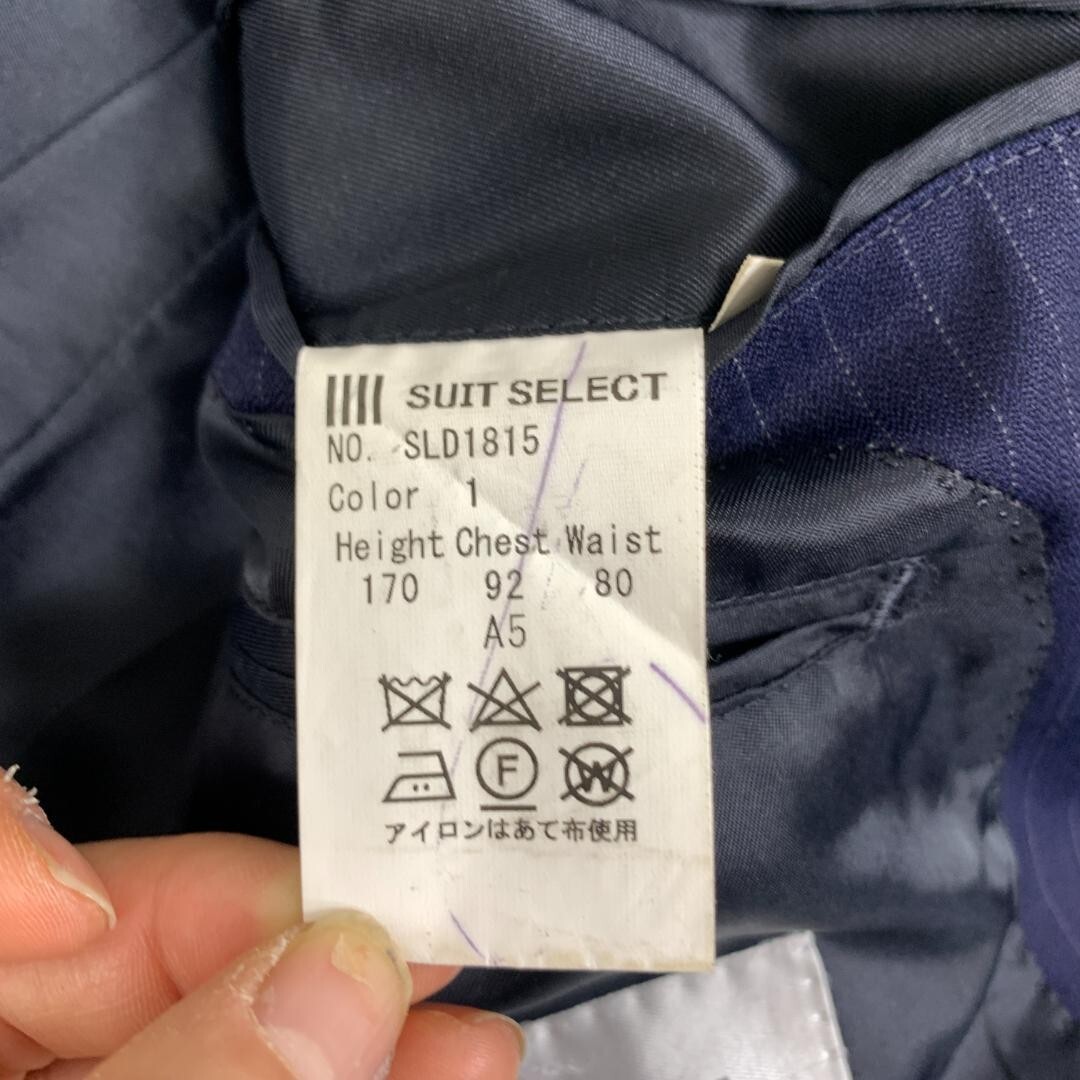 SUIT SELECT
NO. SLD1815
Color 1
Height Chest Waist
170 92 80
A5
F
W
アイロンはあて布使用